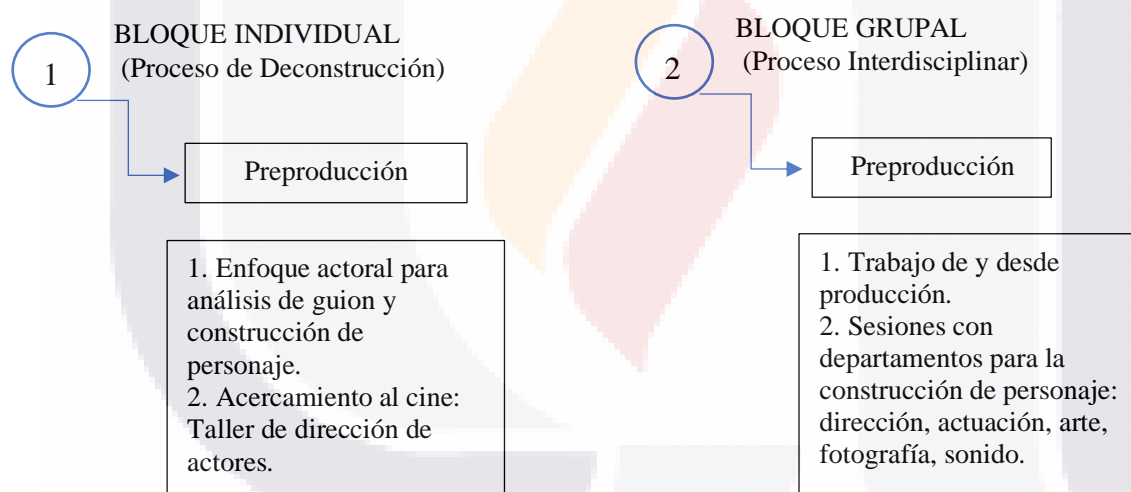 1
BLOQUE INDIVIDUAL
(Proceso de Deconstrucción)
Preproducción
1. Enfoque actoral para
análisis de guion y
construcción de
personaje.
2. Acercamiento al cine:
Taller de dirección de
actores.
2
BLOQUE GRUPAL
(Proceso Interdisciplinar)
Preproducción
1. Trabajo de y desde
producción.
2. Sesiones con
departamentos para la
construcción de personaje:
dirección, actuación, arte,
fotografía, sonido.